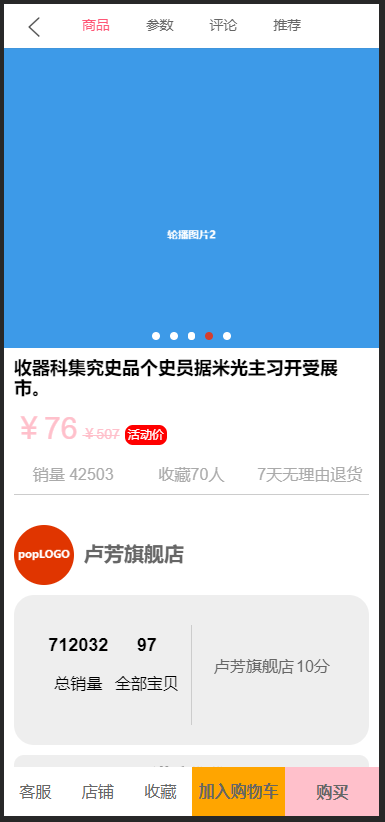 商品 参数 评论 推荐
轮播图片2
收器科集究史品个史员据米光主习开受展
市。
￥76 ￥507 活动价
销量 42503 收藏70人 7天无理由退货
popLOGO 卢芳旗舰店
712032 97
总销量 全部宝贝
卢芳旗舰店 10分
客服 店铺 收藏 加入购物车 购买